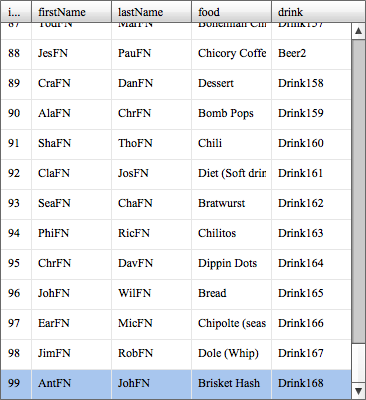 i... firstName lastName food drink
87 YouFN MarFN Bohemian Chi Drink157
88 JesFN PauFN Chicory Coffe Beer2
89 CraFN DanFN Dessert Drink158
90 AlaFN ChrFN Bomb Pops Drink159
91 ShaFN ThoFN Chili Drink160
92 ClaFN JosFN Diet (Soft drin Drink161
93 SeaFN ChaFN Bratwurst Drink162
94 PhiFN RicFN Chilitos Drink163
95 ChrFN DavFN Dippin Dots Drink164
96 JohFN WilFN Bread Drink165
97 EarFN MicFN Chipolte (seas Drink166
98 JimFN RobFN Dole (Whip) Drink167
99 AntFN JohFN Brisket Hash Drink168